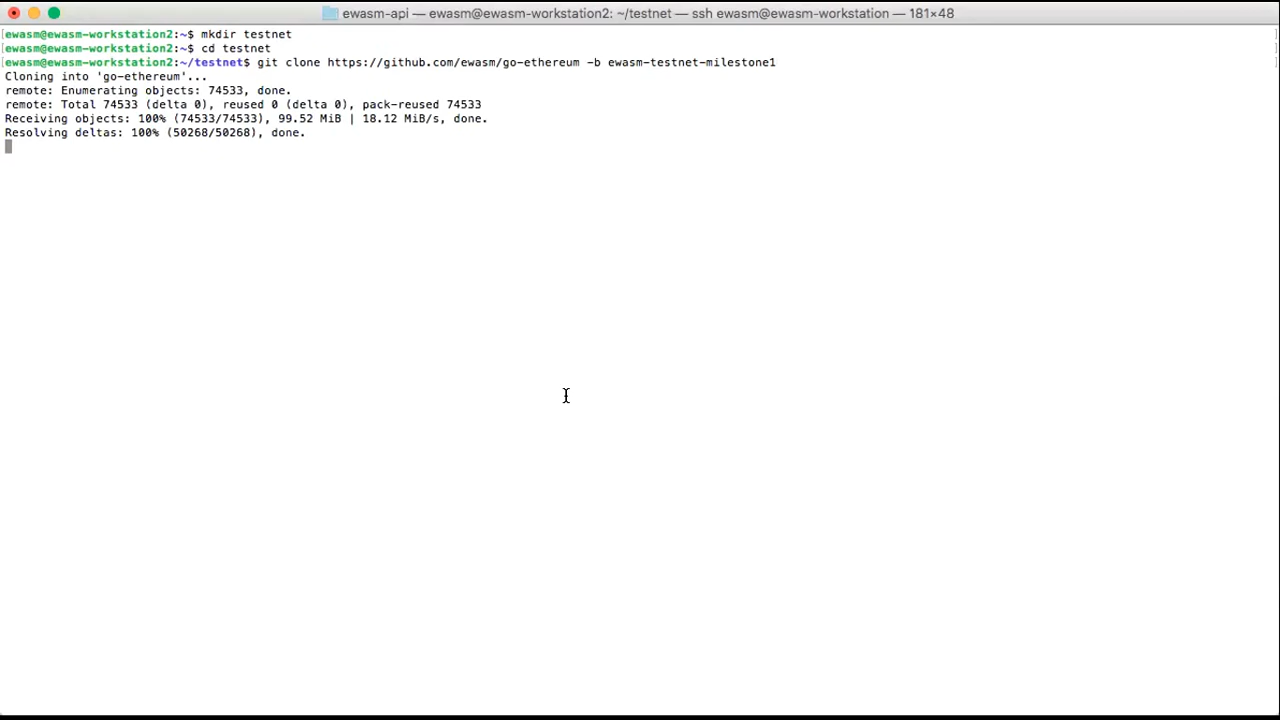 ewasm-api — ewasm@ewasm-workstation2: ~/testnet — ssh ewasm@ewasm-workstation — 181×48
[ewasm@ewasm-workstation2:~$ mkdir testnet ]
[ewasm@ewasm-workstation2:~$ cd testnet ]
[ewasm@ewasm-workstation2:~/testnet$ git clone https://github.com/ewasm/go-ethereum -b ewasm-testnet-milestone1 ]
Cloning into 'go-ethereum'...
remote: Enumerating objects: 74533, done.
remote: Total 74533 (delta 0), reused 0 (delta 0), pack-reused 74533
Receiving objects: 100% (74533/74533), 99.52 MiB | 18.12 MiB/s, done.
Resolving deltas: 100% (50268/50268), done.